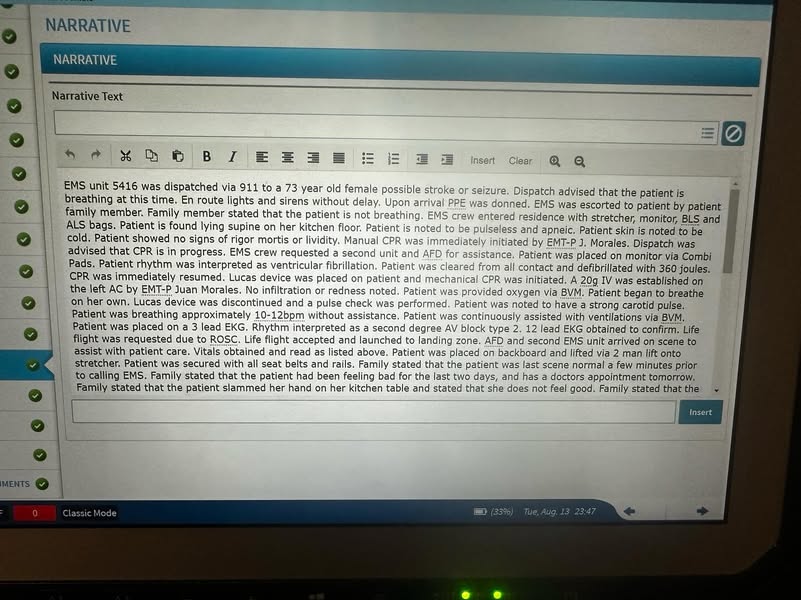 NARRATIVE
NARRATIVE
Narrative Text
B I Insert Clear
EMS unit 5416 was dispatched via 911 to a 73 year old female possible stroke or seizure. Dispatch advised that the patient is
breathing at this time. En route lights and sirens without delay. Upon arrival PPE was donned. EMS was escorted to patient by patient
family member. Family member stated that the patient is not breathing. EMS crew entered residence with stretcher, monitor, BLS and
ALS bags. Patient is found lying supine on her kitchen floor. Patient is noted to be pulseless and apneic. Patient skin is noted to be
cold. Patient showed no signs of rigor mortis or lividity. Manual CPR was immediately initiated by EMT-P J. Morales. Dispatch was
advised that CPR is in progress. EMS crew requested a second unit and AFD for assistance. Patient was placed on monitor via Combi
Pads. Patient rhythm was interpreted as ventricular fibrillation. Patient was cleared from all contact and defibrillated with 360 joules.
CPR was immediately resumed. Lucas device was placed on patient and mechanical CPR was initiated. A 20g IV was established on
the left AC by EMT-P Juan Morales. No infiltration or redness noted. Patient was provided oxygen via BVM. Patient began to breathe
on her own. Lucas device was discontinued and a pulse check was performed. Patient was noted to have a strong carotid pulse.
Patient was breathing approximately 10-12bpm without assistance. Patient was continuously assisted with ventilations via BVM.
Patient was placed on a 3 lead EKG. Rhythm interpreted as a second degree AV block type 2. 12 lead EKG obtained to confirm. Life
flight was requested due to ROSC. Life flight accepted and launched to landing zone. AFD and second EMS unit arrived on scene to
assist with patient care. Vitals obtained and read as listed above. Patient was placed on backboard and lifted via 2 man lift onto
stretcher. Patient was secured with all seat belts and rails. Family stated that the patient was last scene normal a few minutes prior
to calling EMS. Family stated that the patient had been feeling bad for the last two days, and has a doctors appointment tomorrow.
Family stated that the patient slammed her hand on her kitchen table and stated that she does not feel good. Family stated that the
Insert
MENTS
F 0 Classic Mode (33%) Tue, Aug. 13 23:47